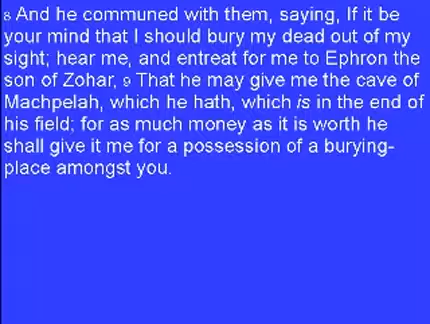 8 And he communed with them, saying, If it be
your mind that I should bury my dead out of my
sight; hear me, and entreat for me to Ephron the
son of Zohar, 9 That he may give me the cave of
Machpelah, which he hath, which is in the end of
his field; for as much money as it is worth he
shall give it me for a possession of a burying-
place amongst you.